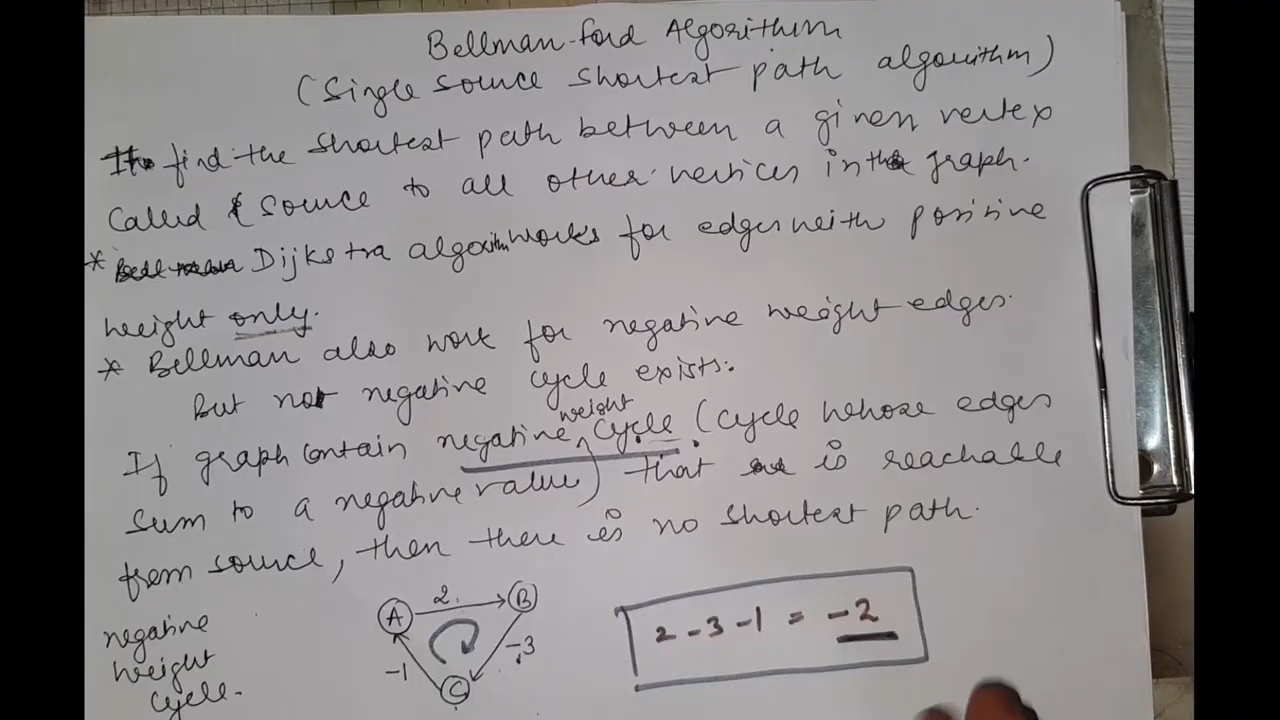 Bellman-ford Algorithm
(Single source shortest path algorithm)
find the shortest path between a given vertex
called source to all other vertices in the graph.
* Dijkstra algorithm works for edges with positive
weight only.
* Bellman also work for negative weight edges.
But not negative cycle exists.
If graph contain negative weight cycle (cycle whose edges
sum to a negative value) that is reachable
from source, then there is no shortest path.
negative
weight
cycle.
A 2 B
-3
-1
C
2 - 3 - 1 = -2